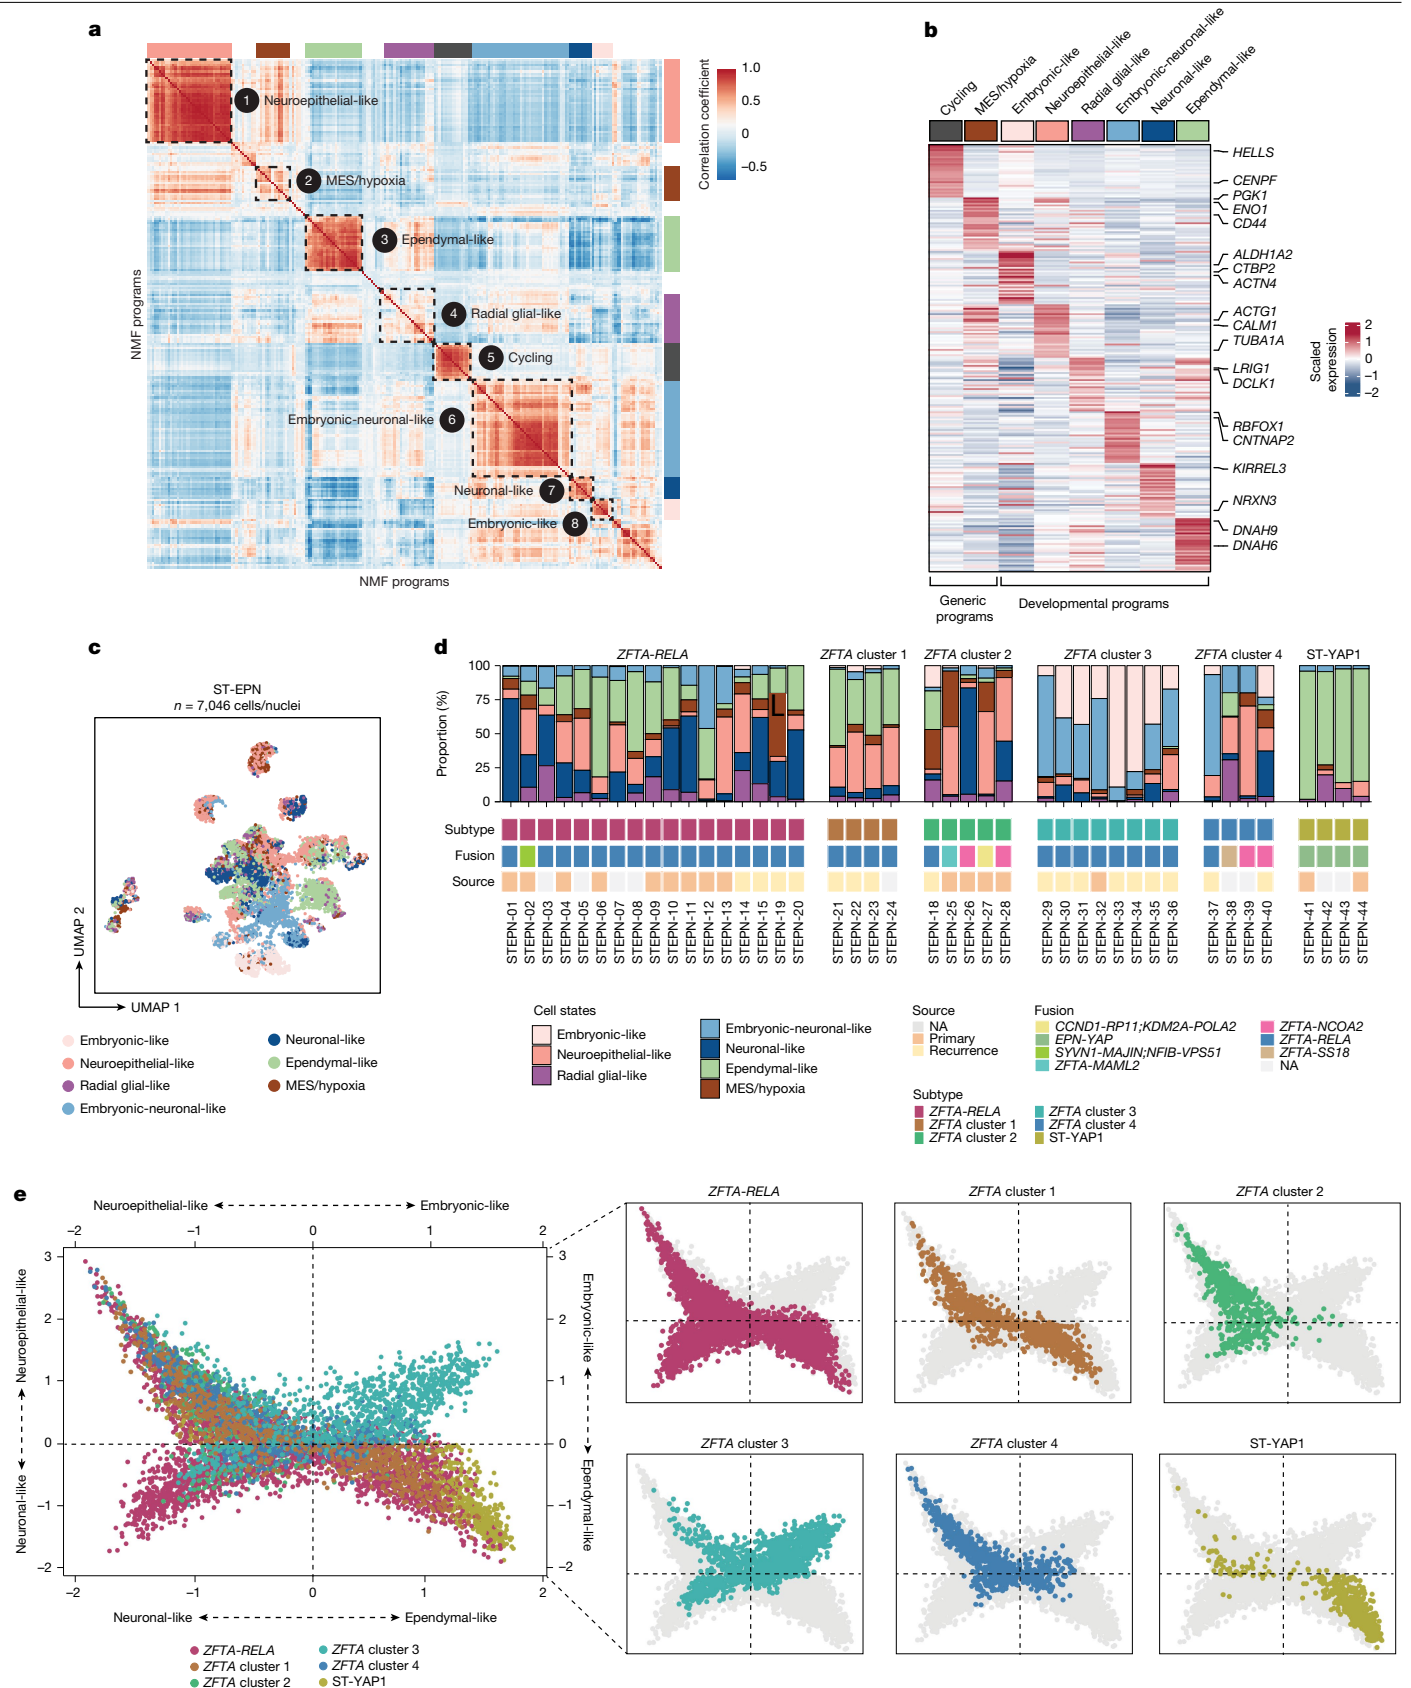 a
1 Neuroepithelial-like
2 MES/hypoxia
3 Ependymal-like
4 Radial glial-like
5 Cycling
Embryonic-neuronal-like 6
Neuronal-like 7
Embryonic-like 8
NMF programs
NMF programs
Correlation coefficient
1.0
0.5
0
−0.5
b
Cycling
MES/hypoxia
Embryonic-like
Neuroepithelial-like
Radial glial-like
Embryonic-neuronal-like
Neuronal-like
Ependymal-like
HELLS
CENPF
PGK1
ENO1
CD44
ALDH1A2
CTBP2
ACTN4
ACTG1
CALM1
TUBA1A
LRIG1
DCLK1
RBFOX1
CNTNAP2
KIRREL3
NRXN3
DNAH9
DNAH6
Generic
programs
Developmental programs
Scaled
expression
2
1
0
−1
−2
c
ST-EPN
n = 7,046 cells/nuclei
UMAP 2
UMAP 1
Embryonic-like
Neuroepithelial-like
Radial glial-like
Embryonic-neuronal-like
Neuronal-like
Ependymal-like
MES/hypoxia
d
ZFTA-RELA
ZFTA cluster 1
ZFTA cluster 2
ZFTA cluster 3
ZFTA cluster 4
ST-YAP1
Proportion (%)
100
75
50
25
0
Subtype
Fusion
Source
STEPN-01
STEPN-02
STEPN-03
STEPN-04
STEPN-05
STEPN-06
STEPN-07
STEPN-08
STEPN-09
STEPN-10
STEPN-11
STEPN-12
STEPN-13
STEPN-14
STEPN-15
STEPN-19
STEPN-20
STEPN-21
STEPN-22
STEPN-23
STEPN-24
STEPN-18
STEPN-25
STEPN-26
STEPN-27
STEPN-28
STEPN-29
STEPN-30
STEPN-31
STEPN-32
STEPN-33
STEPN-34
STEPN-35
STEPN-36
STEPN-37
STEPN-38
STEPN-39
STEPN-40
STEPN-41
STEPN-42
STEPN-43
STEPN-44
Cell states
Embryonic-like
Neuroepithelial-like
Radial glial-like
Embryonic-neuronal-like
Neuronal-like
Ependymal-like
MES/hypoxia
Source
NA
Primary
Recurrence
Fusion
CCND1-RP11;KDM2A-POLA2
EPN-YAP
SYVN1-MAJIN;NFIB-VPS51
ZFTA-MAML2
ZFTA-NCOA2
ZFTA-RELA
ZFTA-SS18
NA
Subtype
ZFTA-RELA
ZFTA cluster 1
ZFTA cluster 2
ZFTA cluster 3
ZFTA cluster 4
ST-YAP1
e
Neuroepithelial-like
Embryonic-like
−2 −1 0 1 2
3
2
1
0
−1
−2
Neuroepithelial-like
Neuronal-like
3
2
1
0
−1
−2
Embryonic-like
Ependymal-like
−2 −1 0 1 2
Neuronal-like
Ependymal-like
ZFTA-RELA
ZFTA cluster 1
ZFTA cluster 2
ZFTA cluster 3
ZFTA cluster 4
ST-YAP1
ZFTA-RELA
ZFTA cluster 1
ZFTA cluster 2
ZFTA cluster 3
ZFTA cluster 4
ST-YAP1